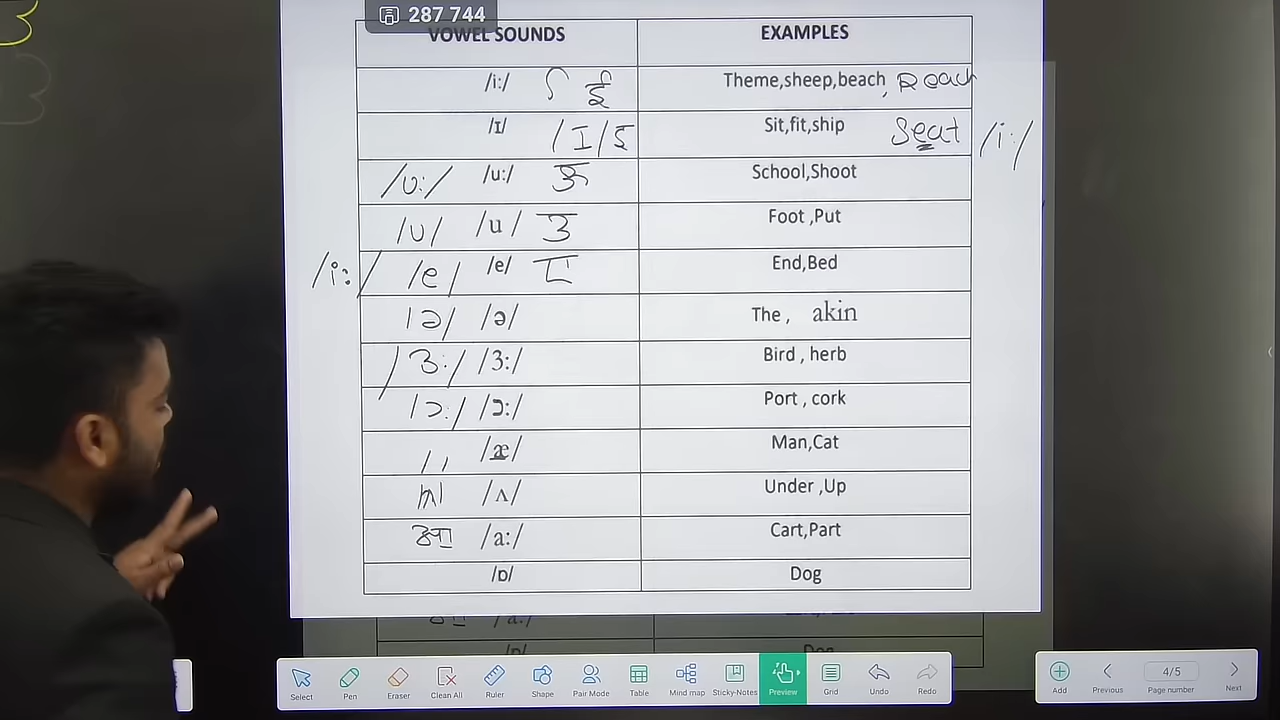 287 744
VOWEL SOUNDS EXAMPLES
/i:/ ई Theme,sheep,beach, Reach
/ɪ/ /I/ इ Sit,fit,ship Seat /i:/
/ʊ:/ /u:/ ऊ School,Shoot
/ʊ/ /u/ उ Foot ,Put
/i:/ /e/ /e/ End,Bed
/ə/ /ə/ The , akin
/3:/ /3:/ Bird , herb
/ɔ:/ /ɔ:/ Port , cork
/æ/ Man,Cat
/ʌ/ Under ,Up
आ /a:/ Cart,Part
/ɒ/ Dog
Select Pen Eraser Clean All Ruler Shape Pair Mode Table Mind map Sticky-Notes Preview Grid Undo Redo
4/5
Add Previous Page number Next